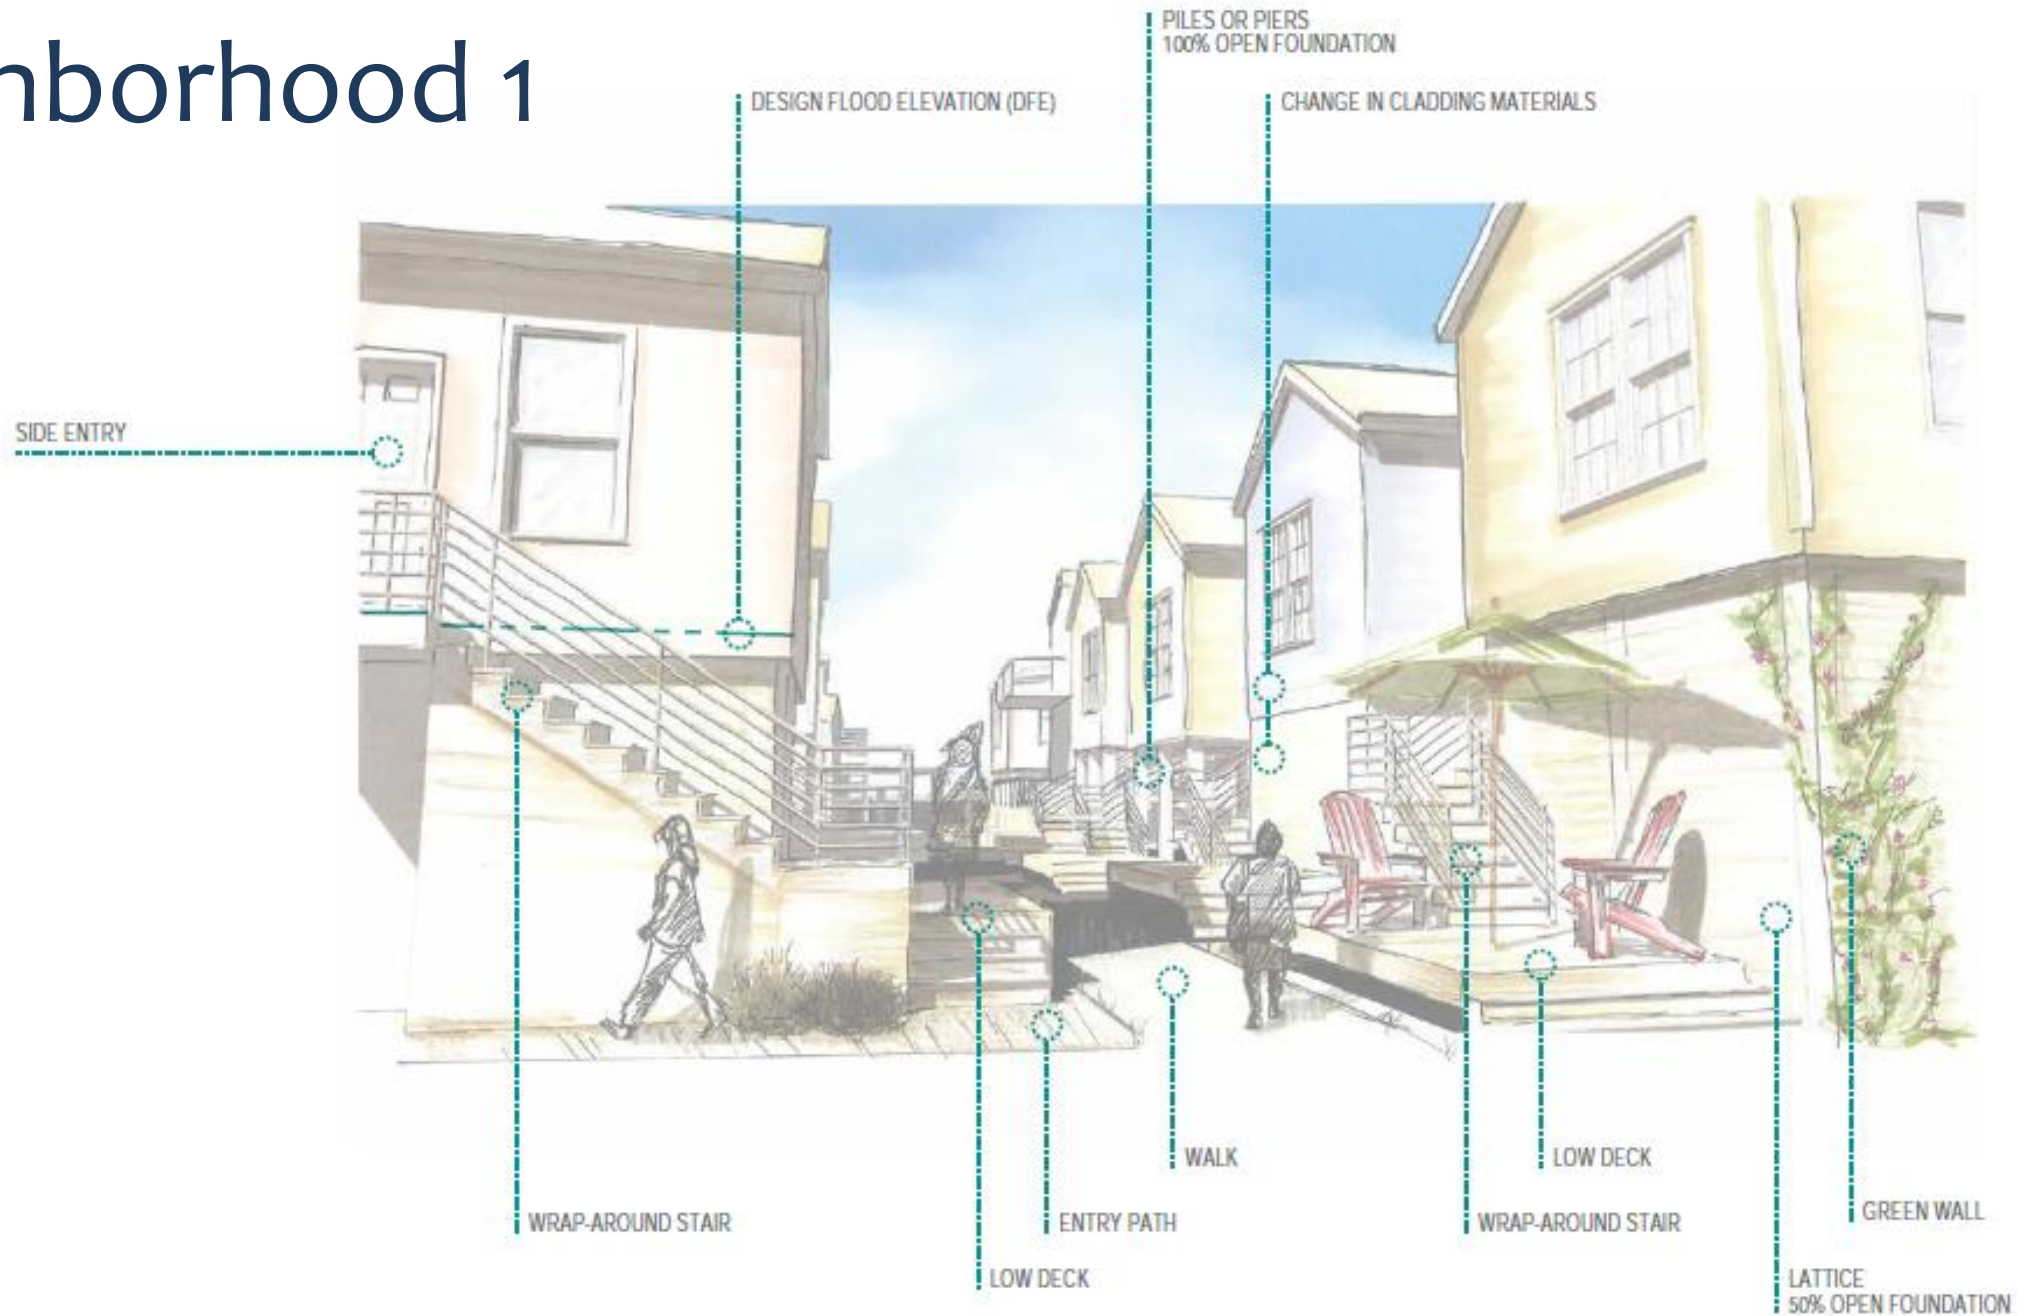 nborhood 1
PILES OR PIERS
100% OPEN FOUNDATION
DESIGN FLOOD ELEVATION (DFE)
CHANGE IN CLADDING MATERIALS
SIDE ENTRY
WALK
LOW DECK
WRAP-AROUND STAIR
ENTRY PATH
WRAP-AROUND STAIR
GREEN WALL
LOW DECK
LATTICE
50% OPEN FOUNDATION